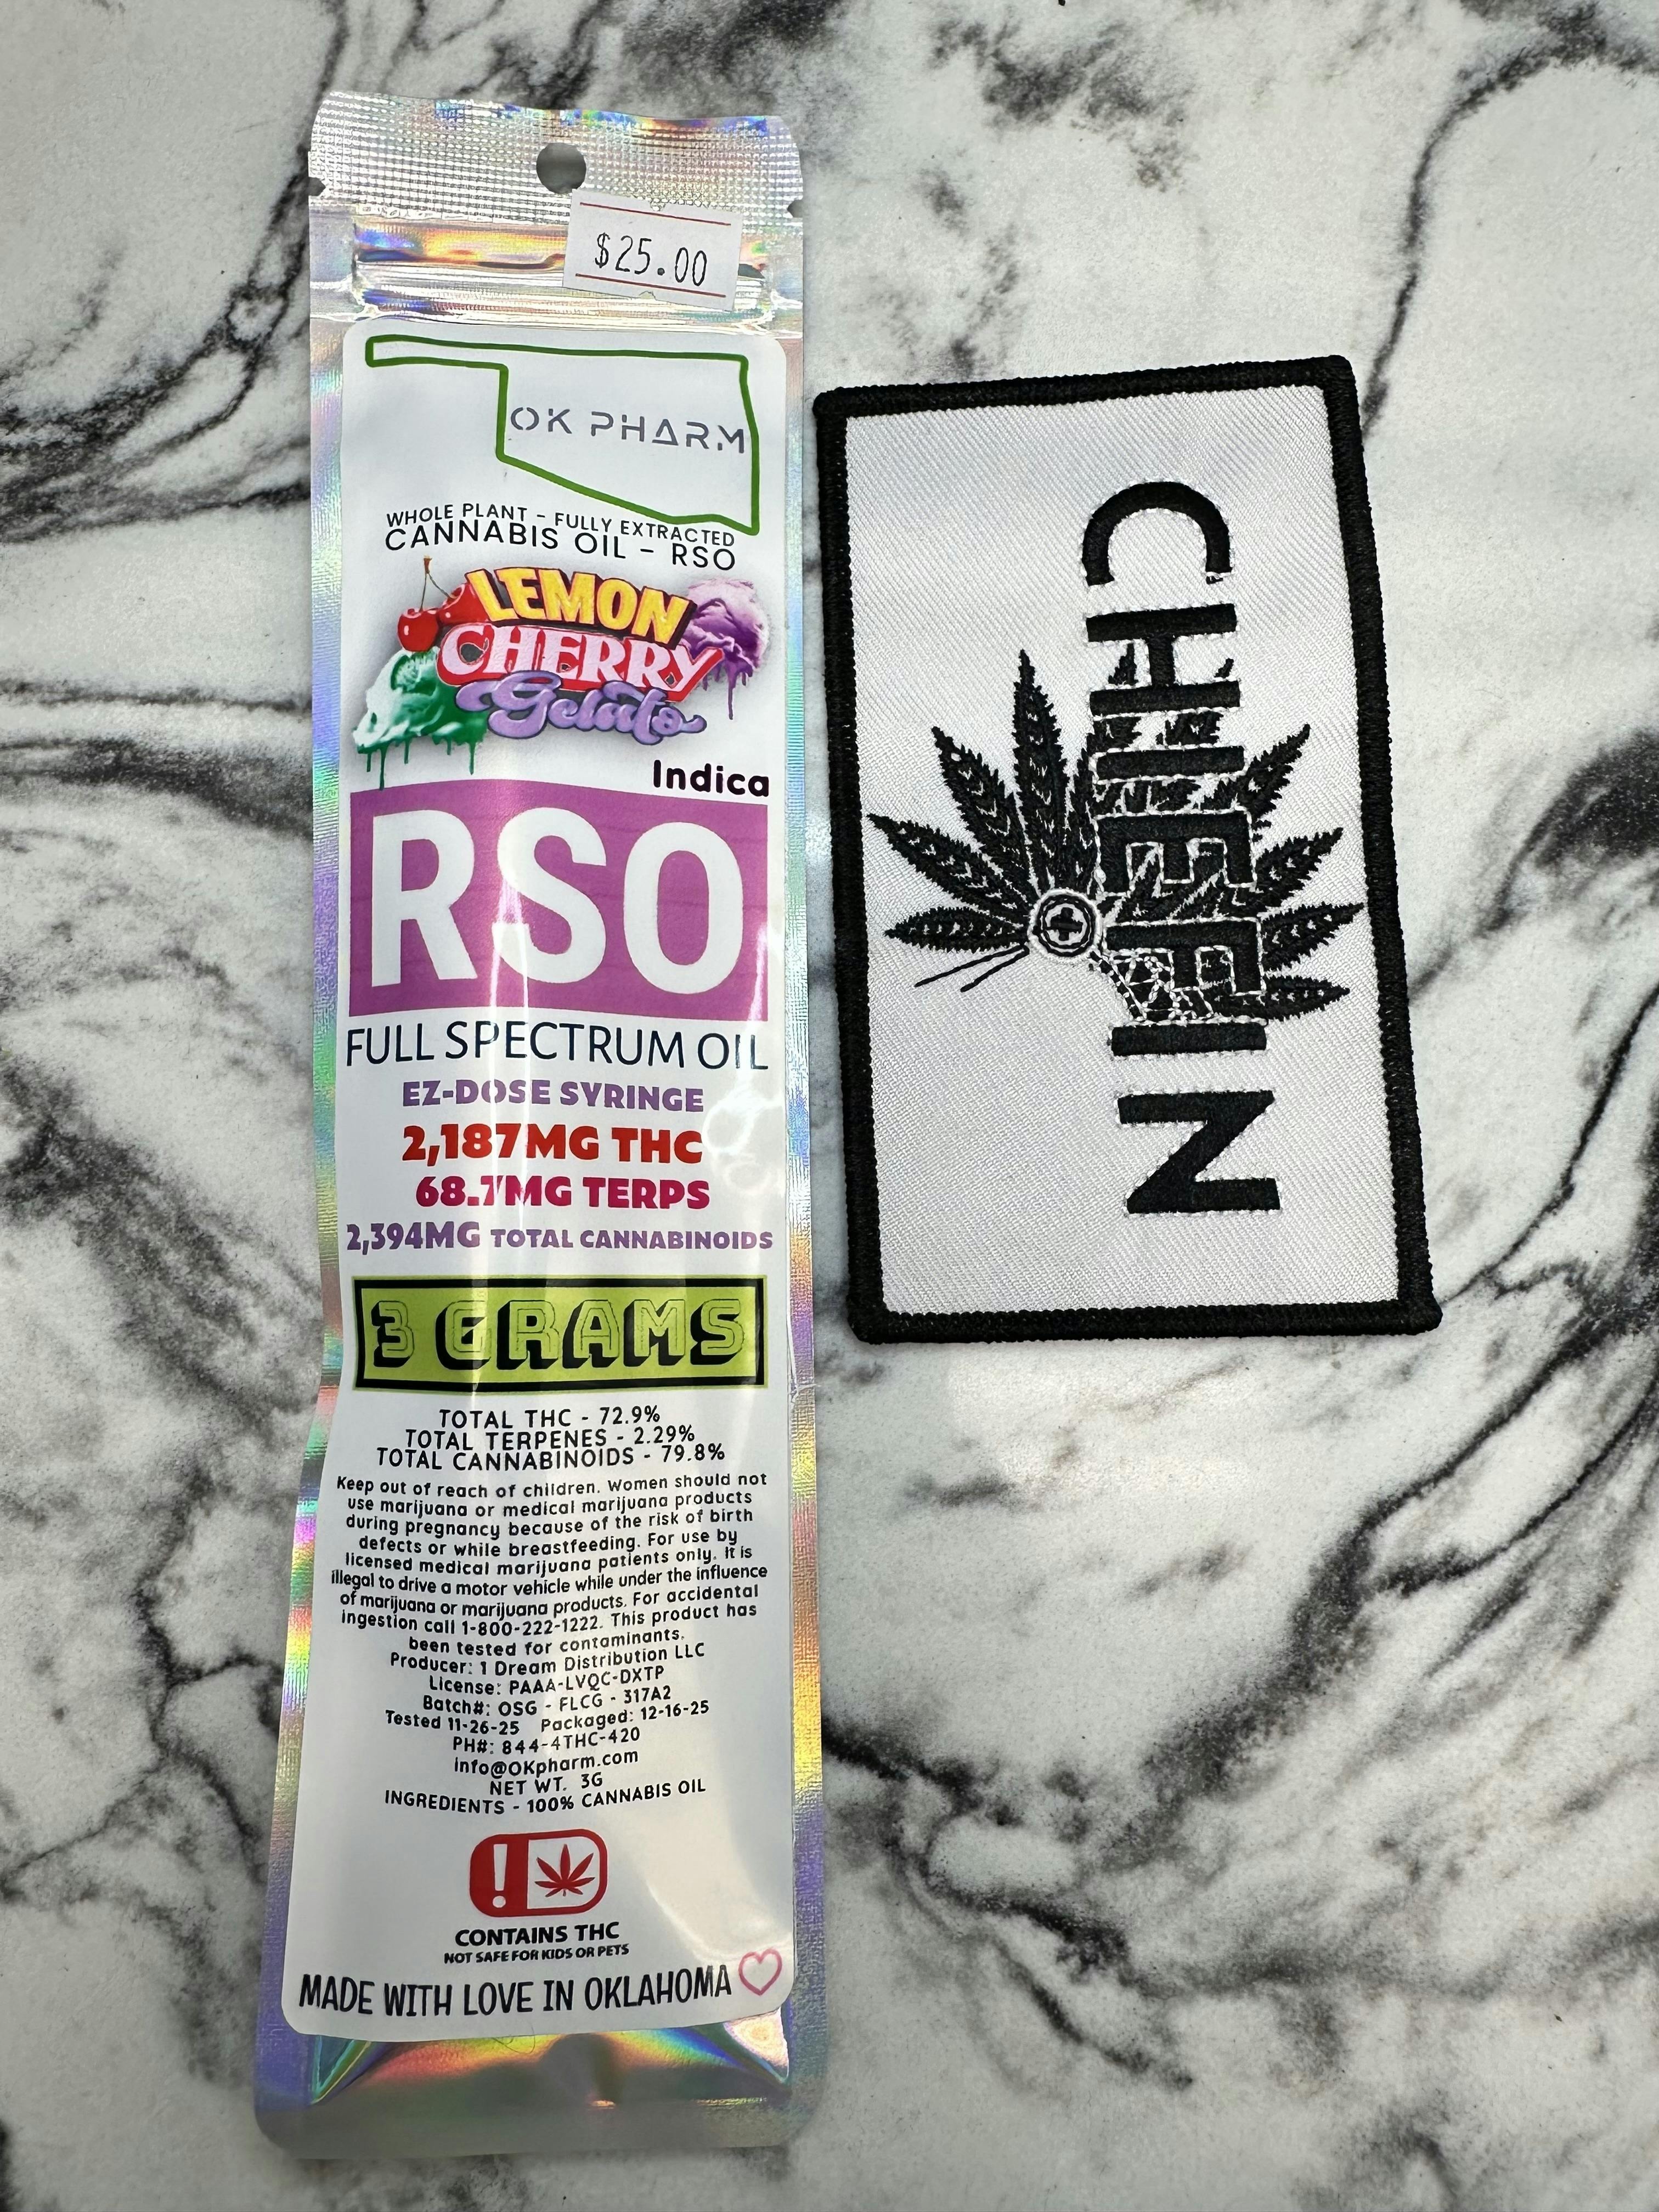 $25.00
OK PHARM
WHOLE PLANT - FULLY EXTRACTED
CANNABIS OIL - RSO
LEMON
CHERRY
Gelato
Indica
RSO
FULL SPECTRUM OIL
EZ-DOSE SYRINGE
2,187MG THC
68.7MG TERPS
2,394MG TOTAL CANNABINOIDS
3 GRAMS
TOTAL THC - 72.9%
TOTAL TERPENES - 2.29%
TOTAL CANNABINOIDS - 79.8%
Keep out of reach of children. Women should not
use marijuana or medical marijuana products
during pregnancy because of the risk of birth
defects or while breastfeeding. For use by
licensed medical marijuana patients only. It is
illegal to drive a motor vehicle while under the influence
of marijuana or marijuana products. For accidental
ingestion call 1-800-222-1222. This product has
been tested for contaminants.
Producer: 1 Dream Distribution LLC
License: PAAA-LVQC-DXTP
Batch#: OSG - FLCG - 317A2
Tested 11-26-25 Packaged: 12-16-25
PH#: 844-4THC-420
info@OKpharm.com
NET WT. 3G
INGREDIENTS - 100% CANNABIS OIL
!
CONTAINS THC
NOT SAFE FOR KIDS OR PETS
MADE WITH LOVE IN OKLAHOMA
CHIEFIN